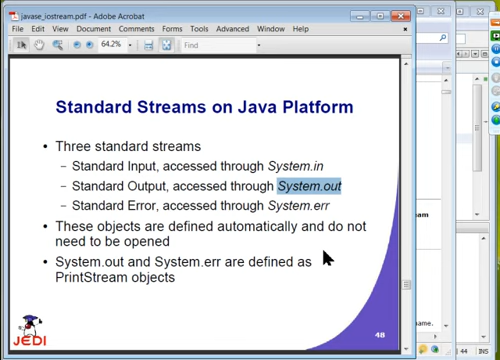 javase_iostream.pdf - Adobe Acrobat
File Edit View Document Comments Forms Tools Advanced Window Help
64.2% Find
Standard Streams on Java Platform
• Three standard streams
– Standard Input, accessed through System.in
– Standard Output, accessed through System.out
– Standard Error, accessed through System.err
• These objects are defined automatically and do not
need to be opened
• System.out and System.err are defined as
PrintStream objects
JEDI
48